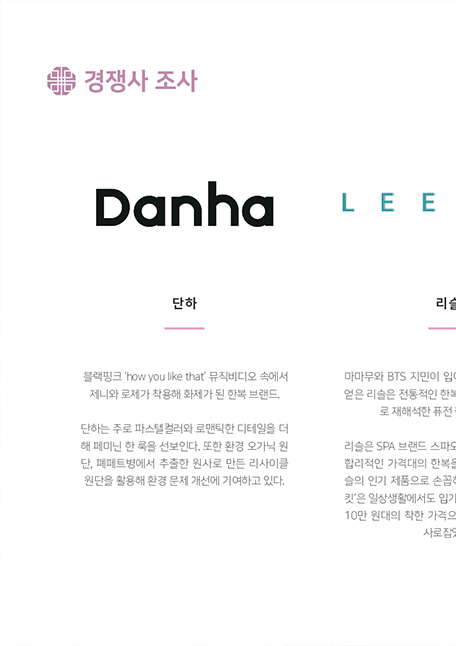 경쟁사 조사
Danha
L E E
단하
블랙핑크 ‘how you like that’ 뮤직비디오 속에서
제니와 로제가 착용해 화제가 된 한복 브랜드.
단하는 주로 파스텔컬러와 로맨틱한 디테일을 더
해 페미닌 한 룩을 선보인다. 또한 환경 오가닉 원
단, 폐페트병에서 추출한 원사로 만든 리사이클
원단을 활용해 환경 문제 개선에 기여하고 있다.
리슬
마마무와 BTS 지민이 입어
얻은 리슬은 전통적인 한복
로 재해석한 퓨전 한
리슬은 SPA 브랜드 스파오
합리적인 가격대의 한복을
슬의 인기 제품으로 손꼽히
킷’은 일상생활에서도 입기
10만 원대의 착한 가격으
사로잡았